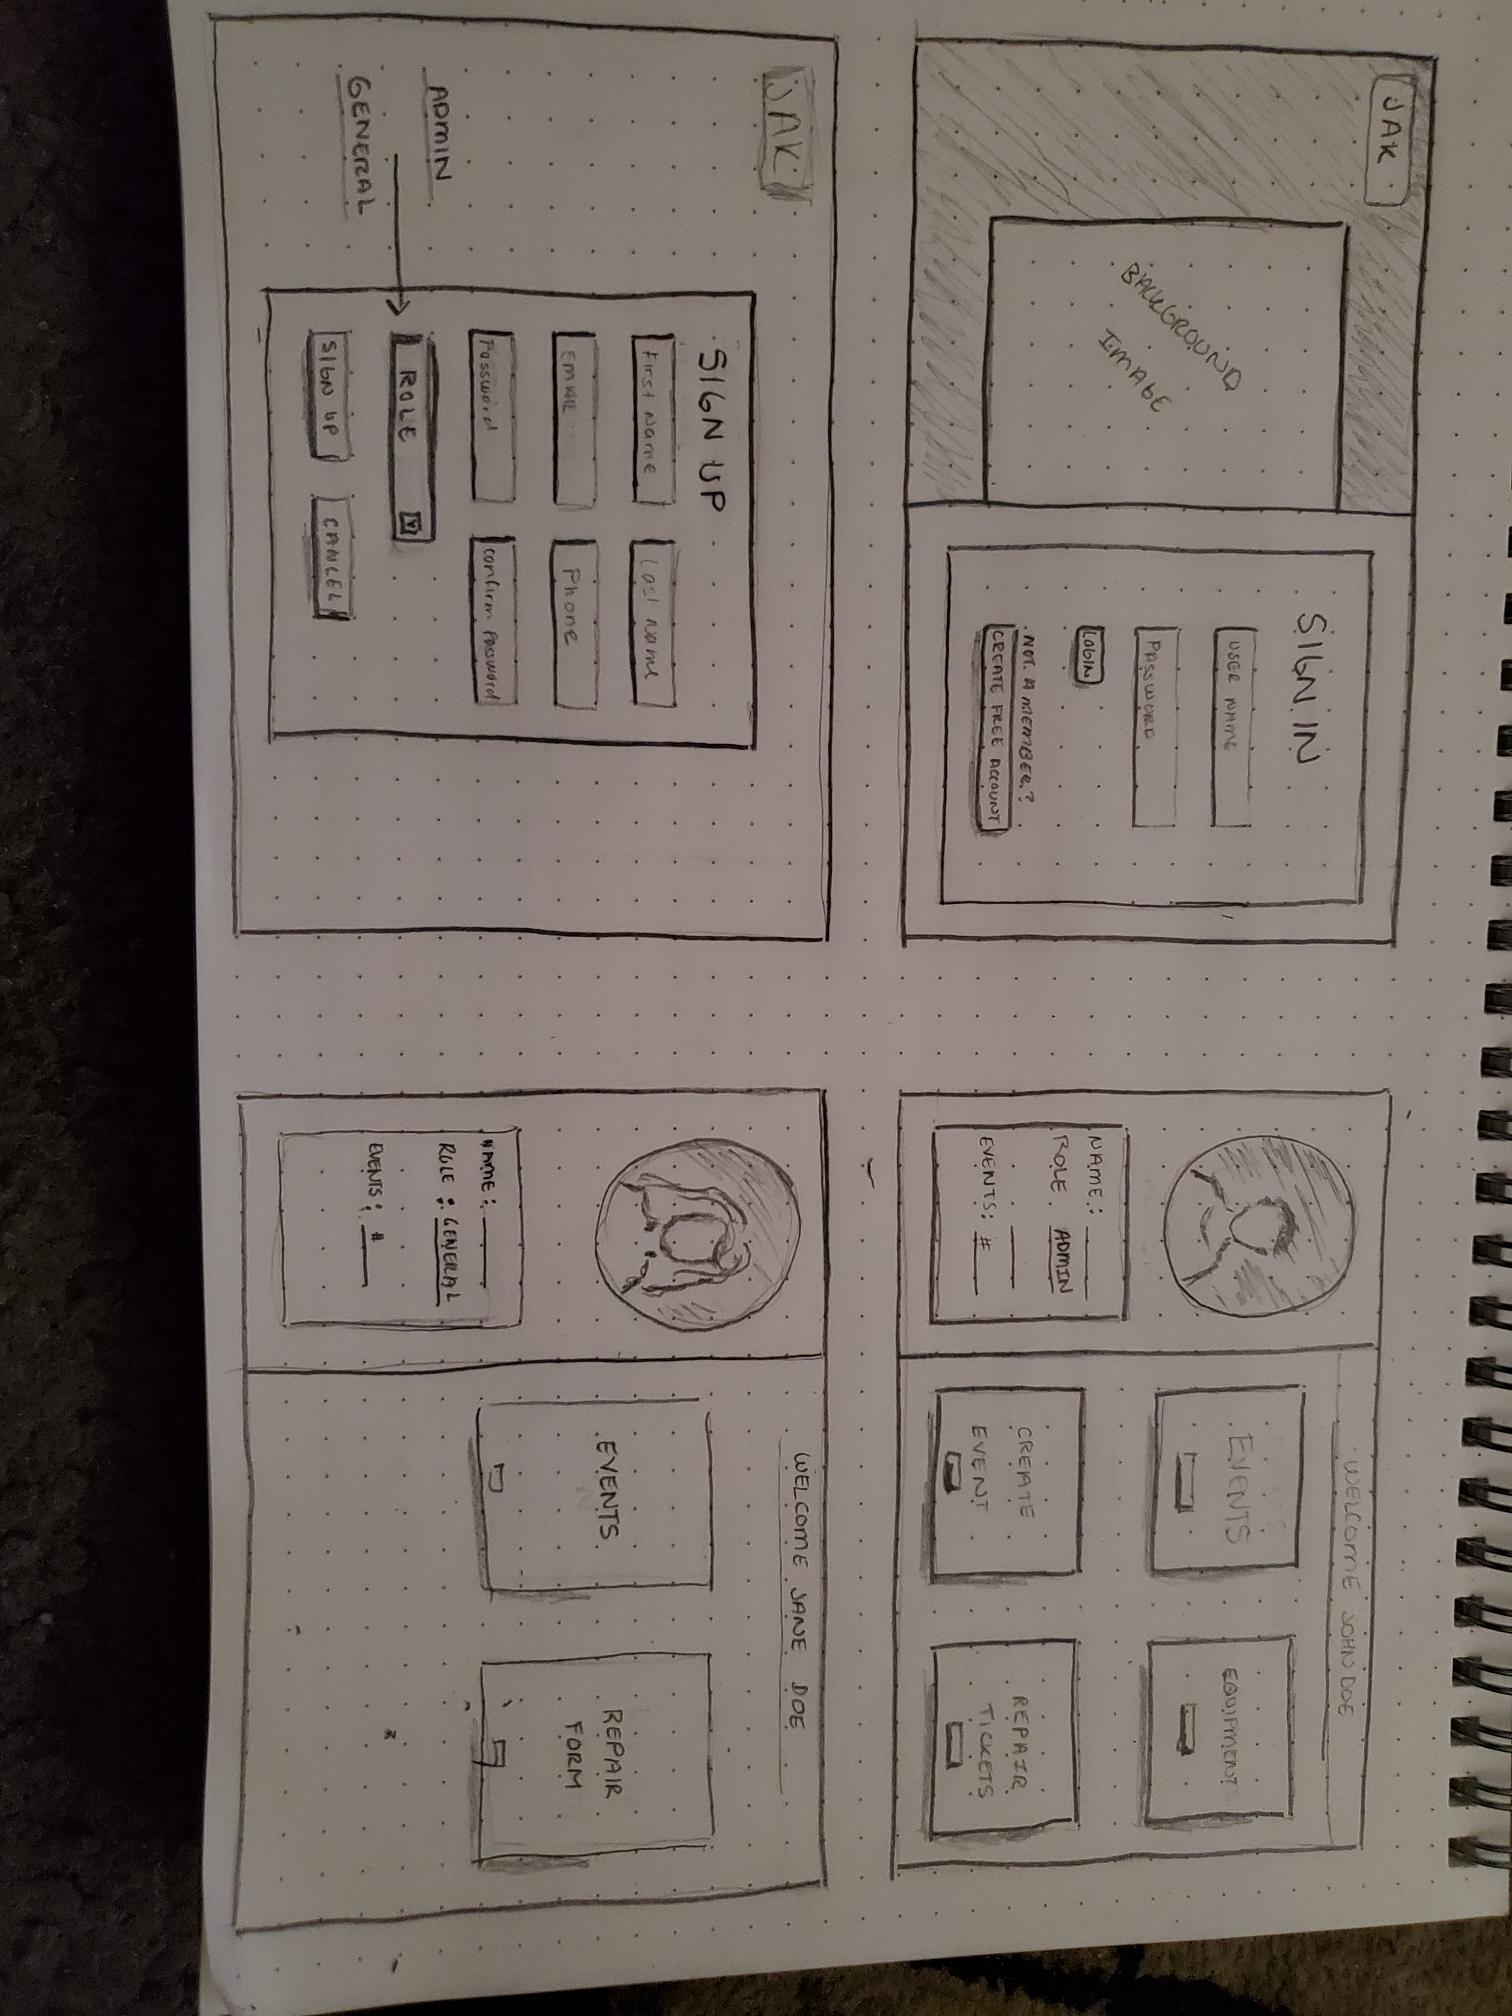 JAK
BACKGROUND
IMAGE
SIGN IN
USER NAME
PASSWORD
LOGIN
NOT A MEMBER?
CREATE FREE ACCOUNT
WELCOME JOHN DOE
NAME:
ROLE ADMIN
EVENTS: #
EVENTS
EQUIPMENT
CREATE
EVENT
REPAIR
TICKETS
JAK
ADMIN
GENERAL
SIGN UP
First Name
Last Name
EMAIL
Phone
Password
Confirm Password
ROLE
SIGN UP
CANCEL
WELCOME JANE DOE
NAME:
ROLE: GENERAL
EVENTS: #
EVENTS
REPAIR
FORM